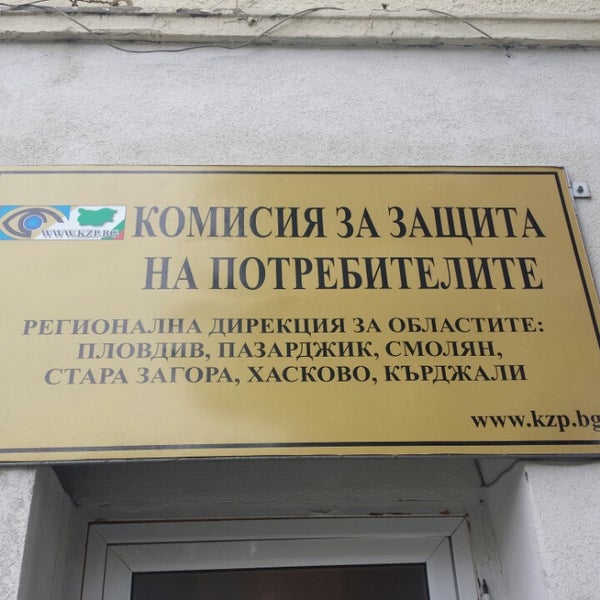 WWW.KZP.BG
КОМИСИЯ ЗА ЗАЩИТА
НА ПОТРЕБИТЕЛИТЕ
РЕГИОНАЛНА ДИРЕКЦИЯ ЗА ОБЛАСТИТЕ:
ПЛОВДИВ, ПАЗАРДЖИК, СМОЛЯН,
СТАРА ЗАГОРА, ХАСКОВО, КЪРДЖАЛИ
www.kzp.bg